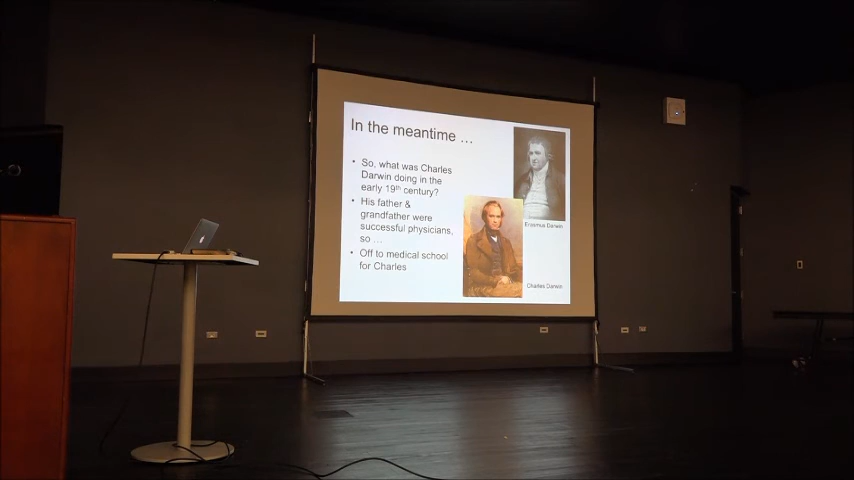 In the meantime …
• So, what was Charles
Darwin doing in the
early 19th century?
• His father &
grandfather were
successful physicians,
so …
• Off to medical school
for Charles
Erasmus Darwin
Charles Darwin